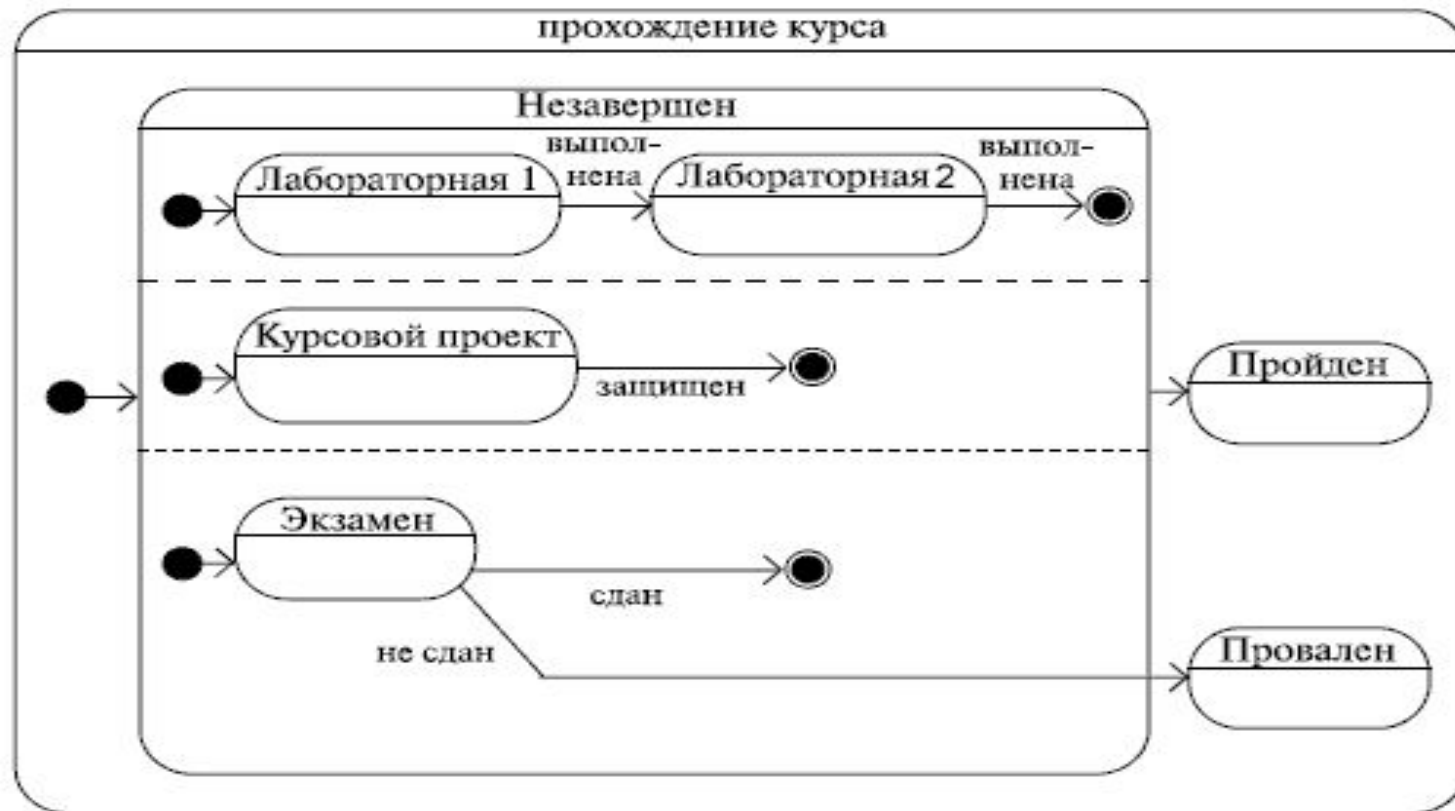 прохождение курса
Незавершен
Лабораторная 1
выпол-
нена
Лабораторная 2
выпол-
нена
Курсовой проект
защищен
Пройден
Экзамен
сдан
не сдан
Провален